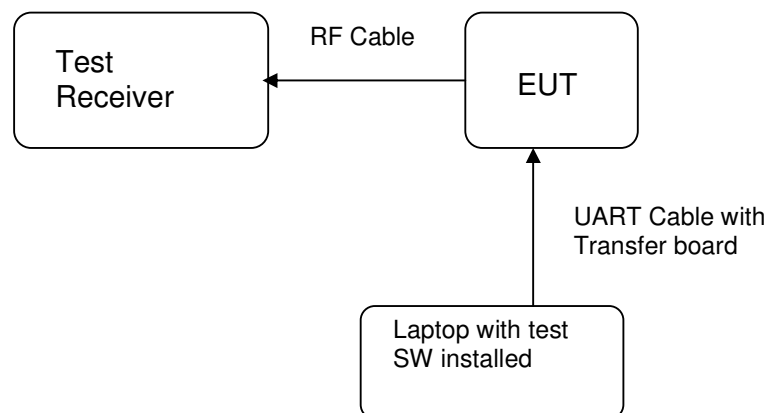 RF Cable
Test
Receiver
EUT
UART Cable with
Transfer board
Laptop with test
SW installed